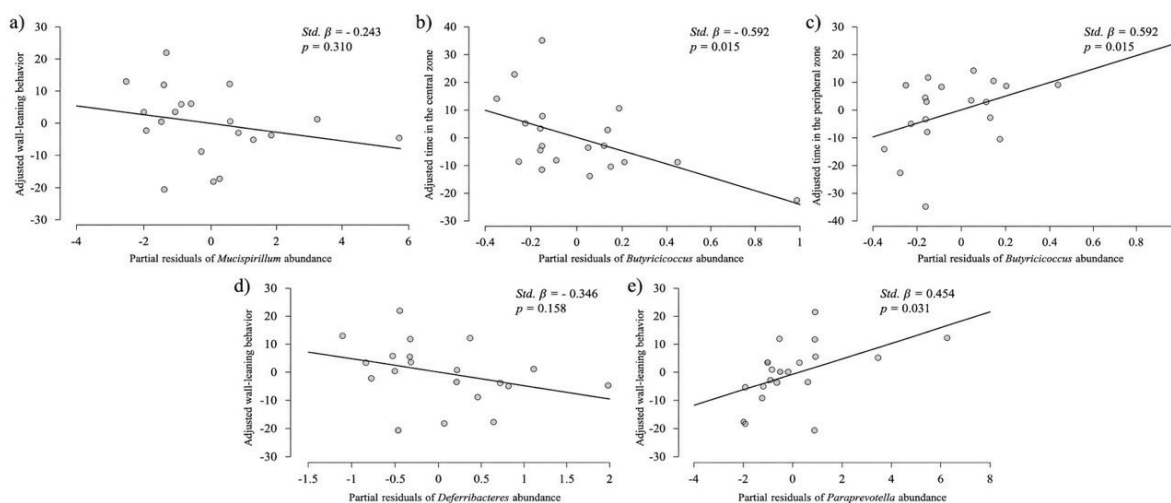 a)
Std. β = - 0.243
p = 0.310
Adjusted wall-leaning behavior
30
20
10
0
-10
-20
-30
-4 -2 0 2 4 6
Partial residuals of Mucispirillum abundance
b)
Std. β = - 0.592
p = 0.015
Adjusted time in the central zone
40
30
20
10
0
-10
-20
-30
-0.4 -0.2 0 0.2 0.4 0.6 0.8 1
Partial residuals of Butyricicoccus abundance
c)
Std. β = 0.592
p = 0.015
Adjusted time in the peripheral zone
30
20
10
0
-10
-20
-30
-40
-0.4 -0.2 0 0.2 0.4 0.6 0.8
Partial residuals of Butyricicoccus abundance
d)
Std. β = - 0.346
p = 0.158
Adjusted wall-leaning behavior
30
20
10
0
-10
-20
-30
-1.5 -1 -0.5 0 0.5 1 1.5 2
Partial residuals of Deferribacteres abundance
e)
Std. β = 0.454
p = 0.031
Adjusted wall-leaning behavior
30
20
10
0
-10
-20
-30
-4 -2 0 2 4 6 8
Partial residuals of Paraprevotella abundance